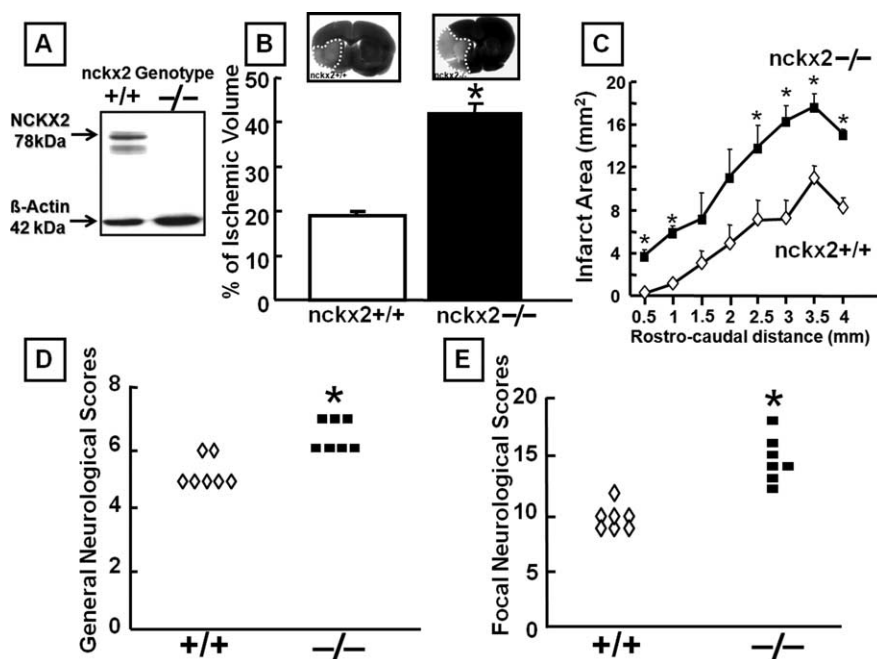 A
nckx2 Genotype
+/+ −/−
NCKX2
78kDa
ß-Actin
42 kDa
B
nckx2+/+
nckx2-/-
% of Ischemic Volume
50
40
30
20
10
0
*
nckx2+/+ nckx2−/−
C
nckx2−/−
Infarct Area (mm²)
20
16
12
8
4
0
* * * * * *
nckx2+/+
0.5 1 1.5 2 2.5 3 3.5 4
Rostro-caudal distance (mm)
D
General Neurological Scores
8
6
4
2
0
*
+/+ −/−
E
Focal Neurological Scores
20
15
10
5
0
*
+/+ −/−